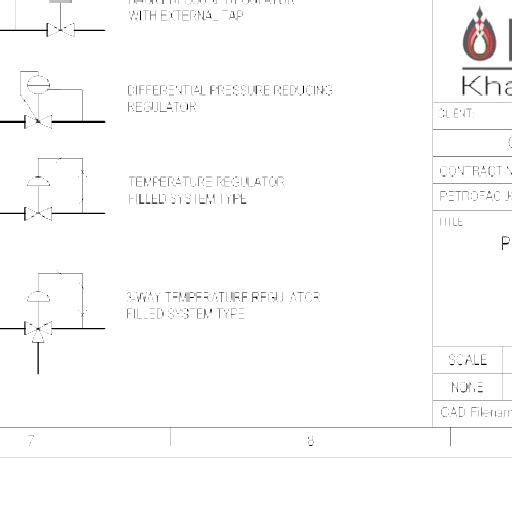 WITH EXTERNAL TAP
DIFFERENTIAL PRESSURE REDUCING
REGULATOR
TEMPERATURE REGULATOR
FILLED SYSTEM TYPE
3-WAY TEMPERATURE REGULATOR
FILLED SYSTEM TYPE
Kha
CLIENT:
CONTRACT N
PETROFAC J
TITLE
P
SCALE
NONE
CAD Filenam
7
8